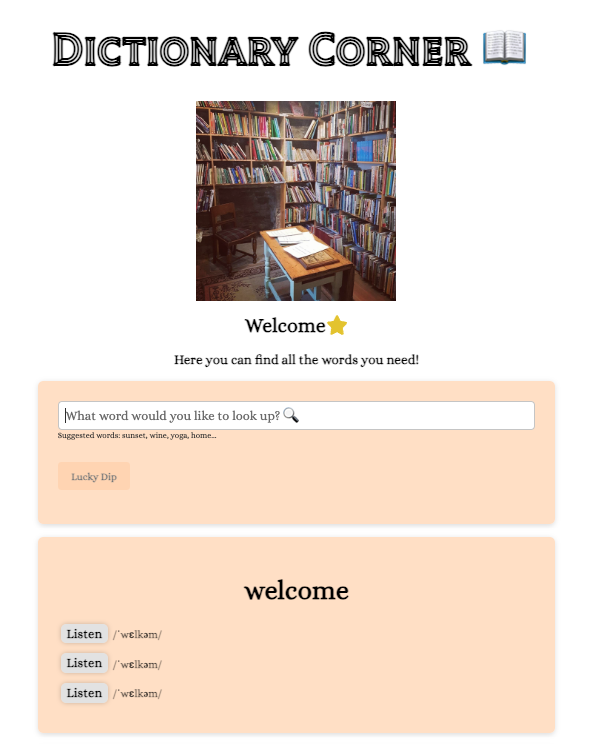 Dictionary Corner 📖
Welcome⭐
Here you can find all the words you need!
What word would you like to look up? 🔍
Suggested words: sunset, wine, yoga, home...
Lucky Dip
welcome
Listen /ˈwɛlkəm/
Listen /ˈwɛlkəm/
Listen /ˈwɛlkəm/